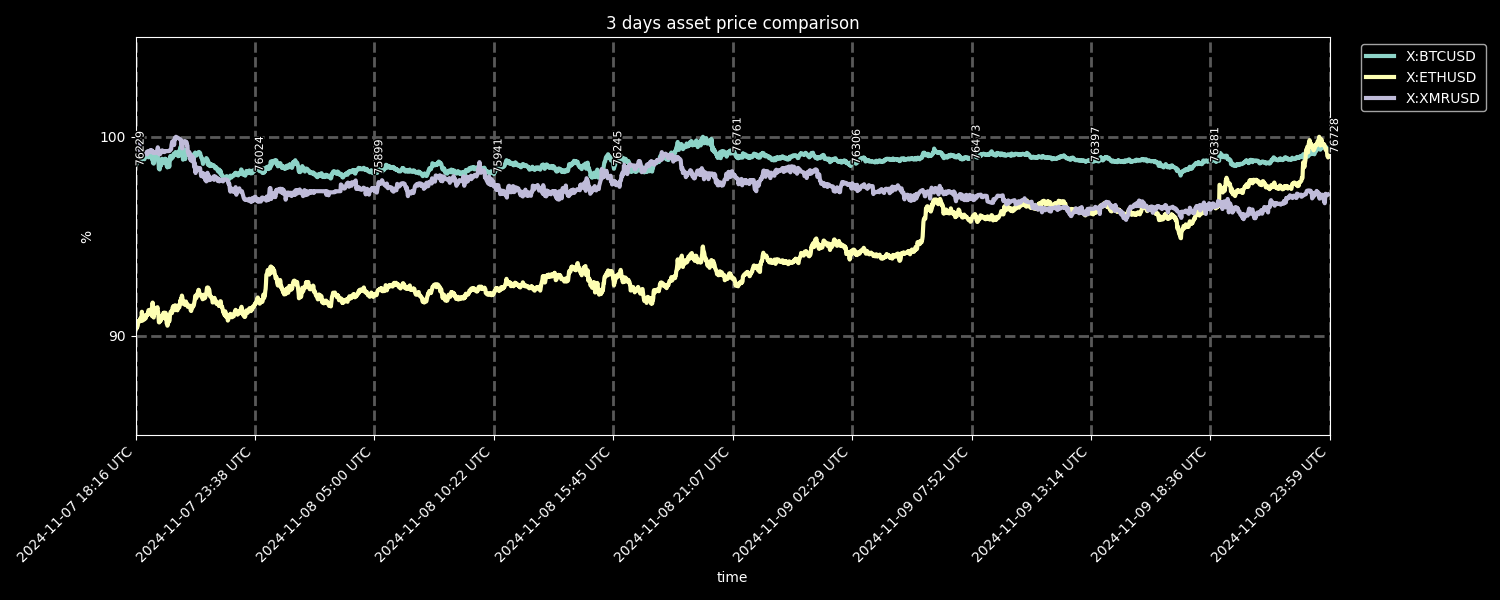 3 days asset price comparison
X:BTCUSD
X:ETHUSD
X:XMRUSD
100
90
%
76024
75899
75941
76245
76761
76306
76473
76397
76381
76728
2024-11-07 18:16 UTC
2024-11-07 23:38 UTC
2024-11-08 05:00 UTC
2024-11-08 10:22 UTC
2024-11-08 15:45 UTC
2024-11-08 21:07 UTC
2024-11-09 02:29 UTC
2024-11-09 07:52 UTC
2024-11-09 13:14 UTC
2024-11-09 18:36 UTC
2024-11-09 23:59 UTC
time